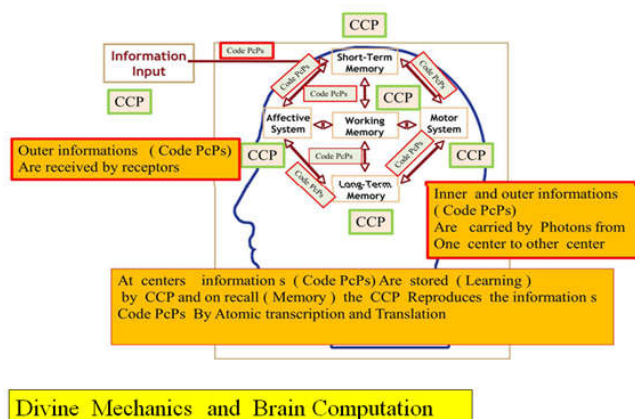 CCP
Information
Input
Code PcPs
Short-Term
Memory
CCP
Code PcPs
Code PcPs
Code PcPs
CCP
Affective
System
Working
Memory
Motor
System
Outer informations ( Code PcPs)
Are received by receptors
CCP
Code PcPs
Code PcPs
CCP
Code PcPs
Long-Term
Memory
CCP
Inner and outer informations
( Code PcPs)
Are carried by Photons from
One center to other center
At centers information s ( Code PcPs) Are stored ( Learning )
by CCP and on recall ( Memory ) the CCP Reproduces the information s
Code PcPs By Atomic transcription and Translation
Divine Mechanics and Brain Computation